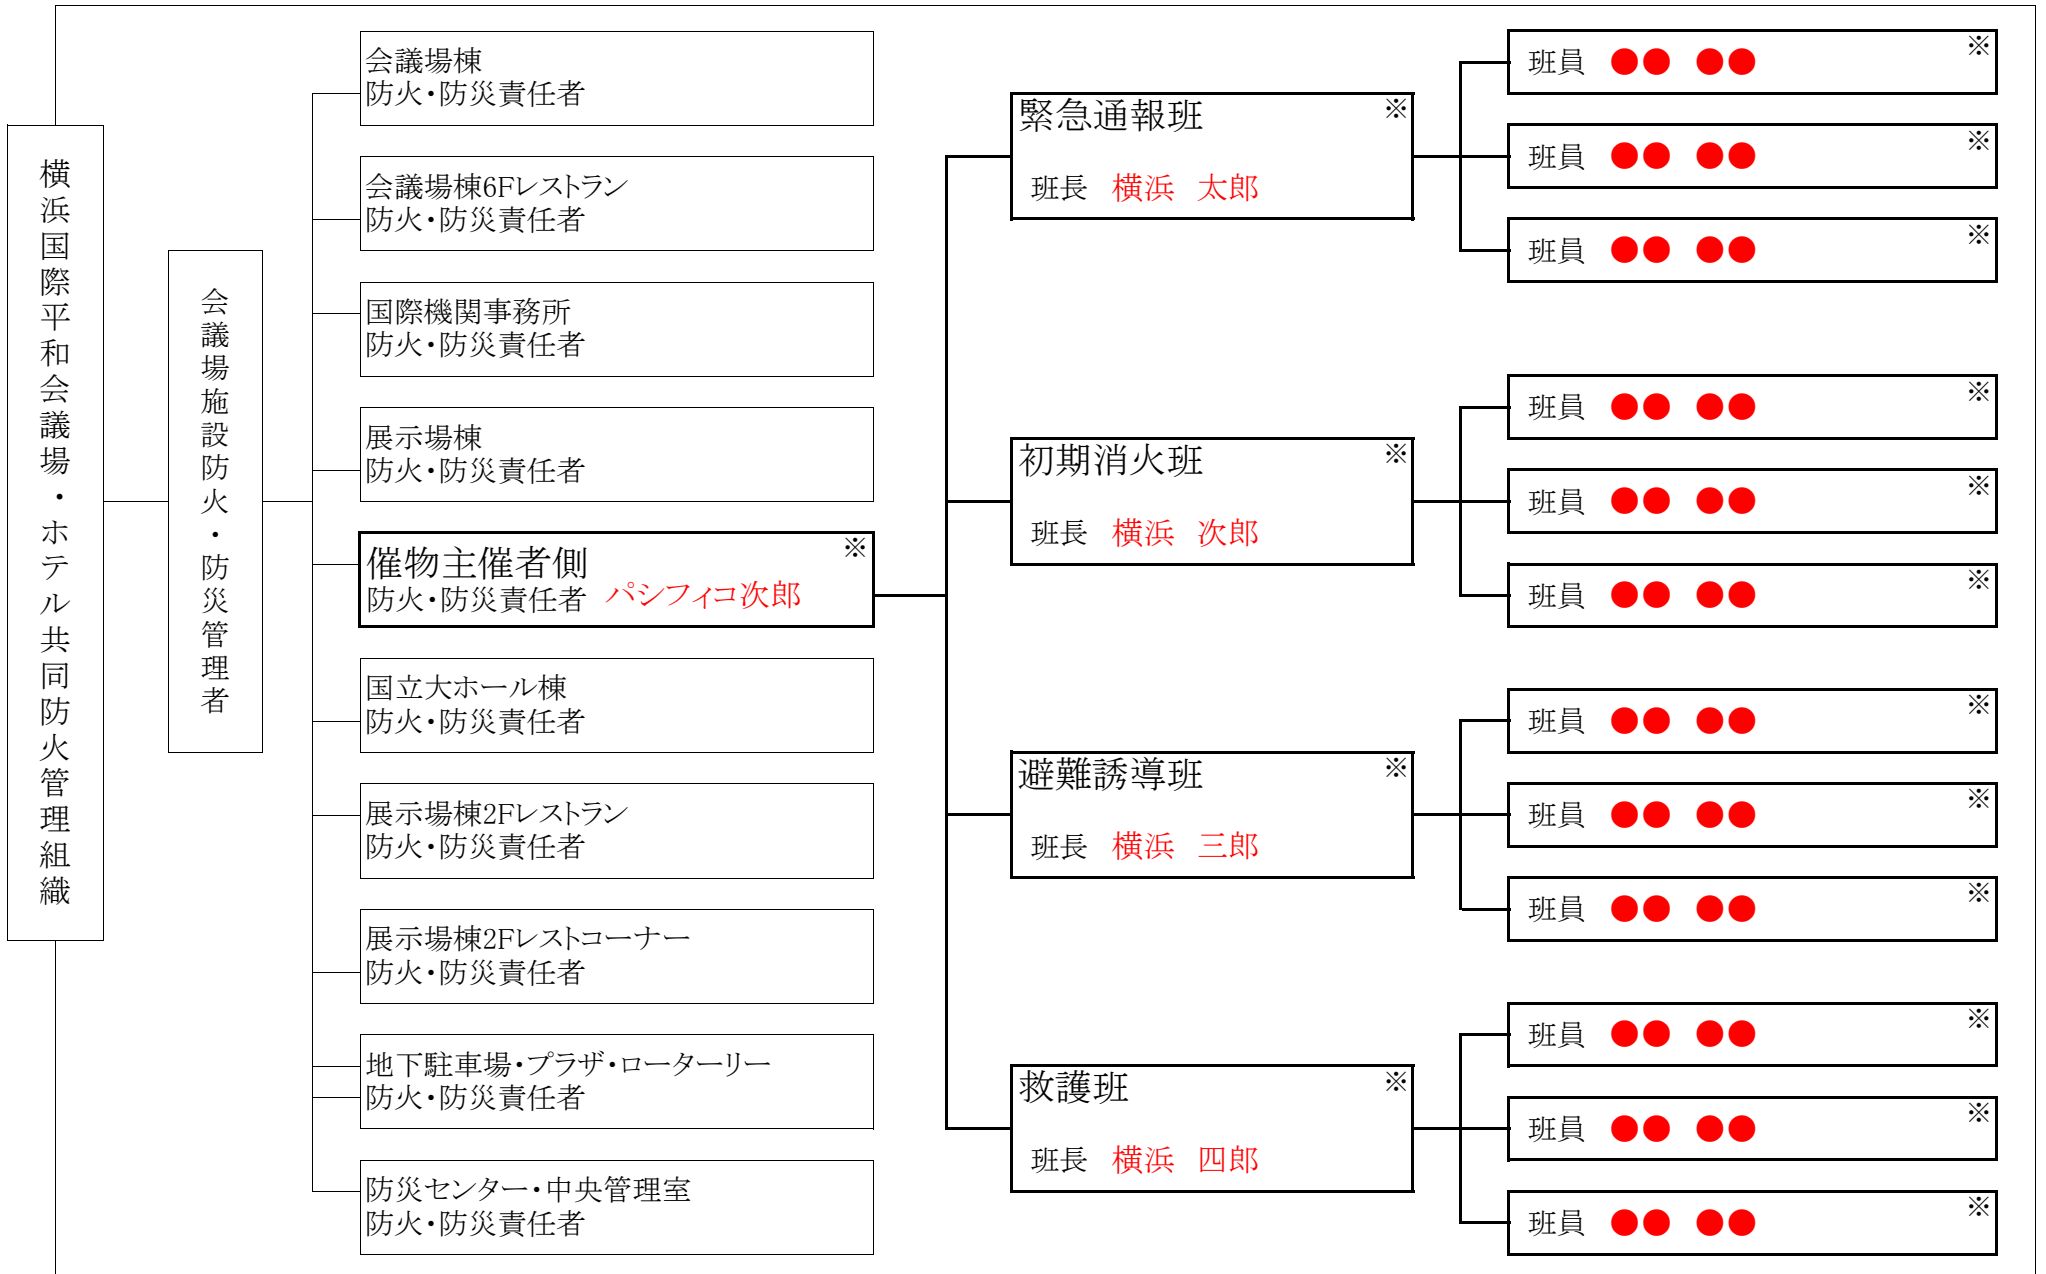 横浜国際平和会議場・ホテル共同防火管理組織
会議場施設防火・防災管理者
会議場棟
防火・防災責任者
会議場棟6Fレストラン
防火・防災責任者
国際機関事務所
防火・防災責任者
展示場棟
防火・防災責任者
催物主催者側 ※
防火・防災責任者 パシフィコ次郎
国立大ホール棟
防火・防災責任者
展示場棟2Fレストラン
防火・防災責任者
展示場棟2Fレストコーナー
防火・防災責任者
地下駐車場・プラザ・ローターリー
防火・防災責任者
防災センター・中央管理室
防火・防災責任者
緊急通報班 ※
班長 横浜 太郎
班員 ●● ●● ※
班員 ●● ●● ※
班員 ●● ●● ※
初期消火班 ※
班長 横浜 次郎
班員 ●● ●● ※
班員 ●● ●● ※
班員 ●● ●● ※
避難誘導班 ※
班長 横浜 三郎
班員 ●● ●● ※
班員 ●● ●● ※
班員 ●● ●● ※
救護班 ※
班長 横浜 四郎
班員 ●● ●● ※
班員 ●● ●● ※
班員 ●● ●● ※